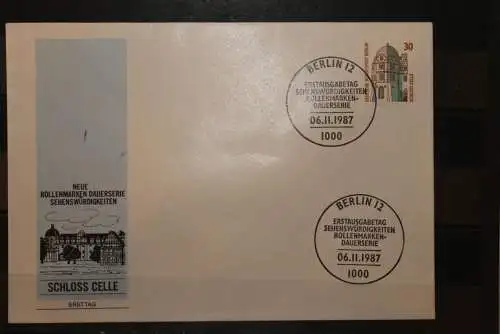 NEUE
ROLLENMARKEN DAUERSERIE
SEHENSWÜRDIGKEITEN
SCHLOSS CELLE
ERSTTAG
BERLIN 12
ERSTAUSGABETAG
SEHENSWÜRDIGKEITEN
ROLLENMARKEN-
DAUERSERIE
06.11.1987
1000
30
BERLIN 12
ERSTAUSGABETAG
SEHENSWÜRDIGKEITEN
ROLLENMARKEN-
DAUERSERIE
06.11.1987
1000